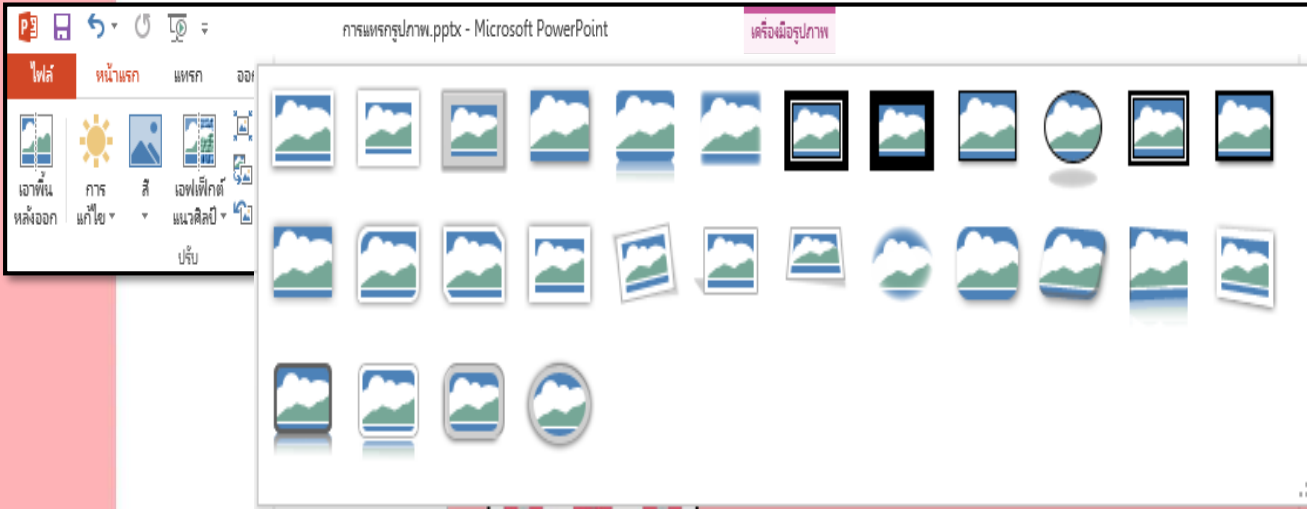 การแทรกรูปภาพ.pptx - Microsoft PowerPoint
เครื่องมือรูปภาพ
ไฟล์ หน้าแรก แทรก
เอาพื้น
หลังออก
การ
แก้ไข
สี
เอฟเฟ็กต์
แนวศิลป์
ปรับ